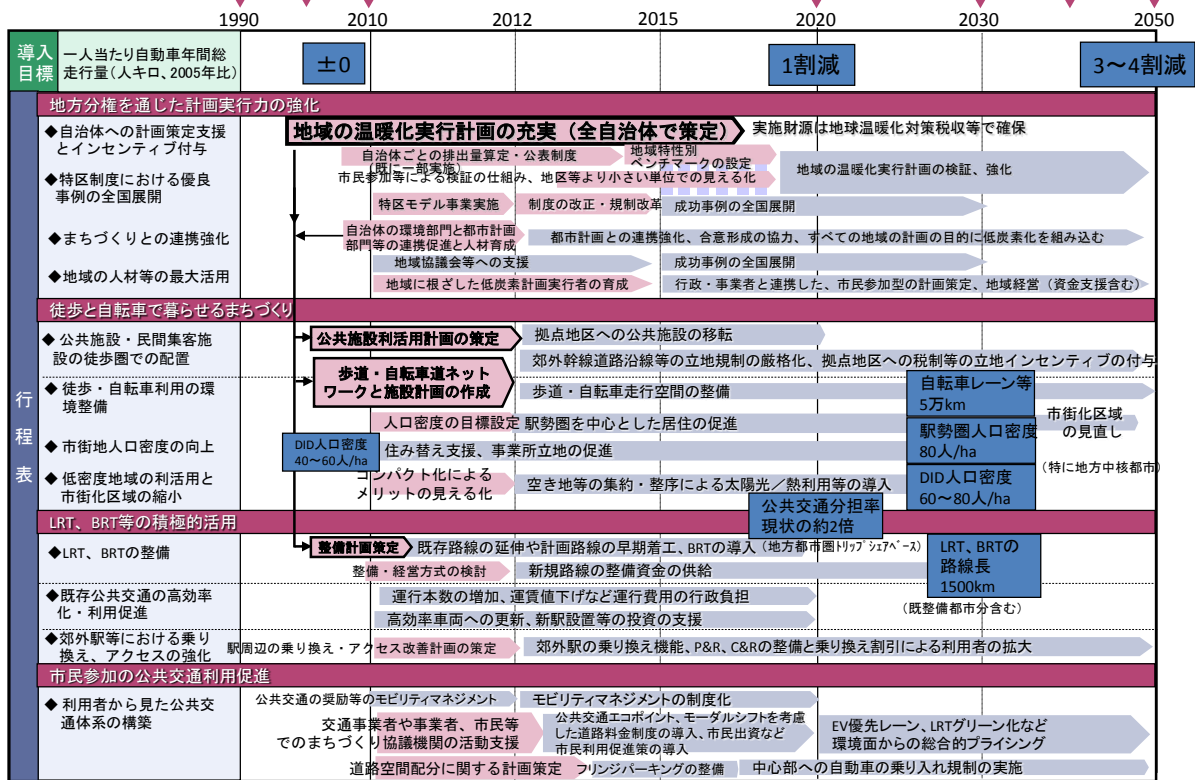 1990 2010 2012 2015 2020 2030 2050
導入
目標
一人当たり自動車年間総
走行量(人キロ、2005年比)
±0
1割減
3～4割減
行程表
地方分権を通じた計画実行力の強化
◆自治体への計画策定支援
とインセンティブ付与
地域の温暖化実行計画の充実（全自治体で策定）
実施財源は地球温暖化対策税収等で確保
自治体ごとの排出量算定・公表制度
(既に一部実施)
地域特性別
ベンチマークの設定
地域の温暖化実行計画の検証、強化
◆特区制度における優良
事例の全国展開
市民参加等による検証の仕組み、地区等より小さい単位での見える化
特区モデル事業実施
制度の改正・規制改革
成功事例の全国展開
◆まちづくりとの連携強化
自治体の環境部門と都市計画
部門等の連携促進と人材育成
都市計画との連携強化、合意形成の協力、すべての地域の計画の目的に低炭素化を組み込む
◆地域の人材等の最大活用
地域協議会等への支援
成功事例の全国展開
地域に根ざした低炭素計画実行者の育成
行政・事業者と連携した、市民参加型の計画策定、地域経営（資金支援含む）
徒歩と自転車で暮らせるまちづくり
◆ 公共施設・民間集客施
設の徒歩圏での配置
公共施設利活用計画の策定
拠点地区への公共施設の移転
郊外幹線道路沿線等の立地規制の厳格化、拠点地区への税制等の立地インセンティブの付与
◆ 徒歩・自転車利用の環
境整備
歩道・自転車道ネット
ワークと施設計画の作成
歩道・自転車走行空間の整備
自転車レーン等
5万km
◆ 市街地人口密度の向上
人口密度の目標設定
駅勢圏を中心とした居住の促進
DID人口密度
40～60人/ha
住み替え支援、事業所立地の促進
駅勢圏人口密度
80人/ha
市街化区域
の見直し
(特に地方中核都市)
◆ 低密度地域の利活用と
市街化区域の縮小
コンパクト化による
メリットの見える化
空き地等の集約・整序による太陽光／熱利用等の導入
DID人口密度
60～80人/ha
公共交通分担率
現状の約2倍
(地方都市圏トリップシェアベース)
LRT、BRT等の積極的活用
◆LRT、BRTの整備
整備計画策定
既存路線の延伸や計画路線の早期着工、BRTの導入
整備・経営方式の検討
新規路線の整備資金の供給
LRT、BRTの
路線長
1500km
(既整備都市分含む)
◆既存公共交通の高効率
化・利用促進
運行本数の増加、運賃値下げなど運行費用の行政負担
高効率車両への更新、新駅設置等の投資の支援
◆郊外駅等における乗り
換え、アクセスの強化
駅周辺の乗り換え・アクセス改善計画の策定
郊外駅の乗り換え機能、P&R、C&Rの整備と乗り換え割引による利用者の拡大
市民参加の公共交通利用促進
◆ 利用者から見た公共交
通体系の構築
公共交通の奨励等のモビリティマネジメント
モビリティマネジメントの制度化
交通事業者や事業者、市民等
でのまちづくり協議機関の活動支援
公共交通エコポイント、モーダルシフトを考慮
した道路料金制度の導入、市民出資など
市民利用促進策の導入
EV優先レーン、LRTグリーン化など
環境面からの総合的プライシング
道路空間配分に関する計画策定
フリンジパーキングの整備
中心部への自動車の乗り入れ規制の実施